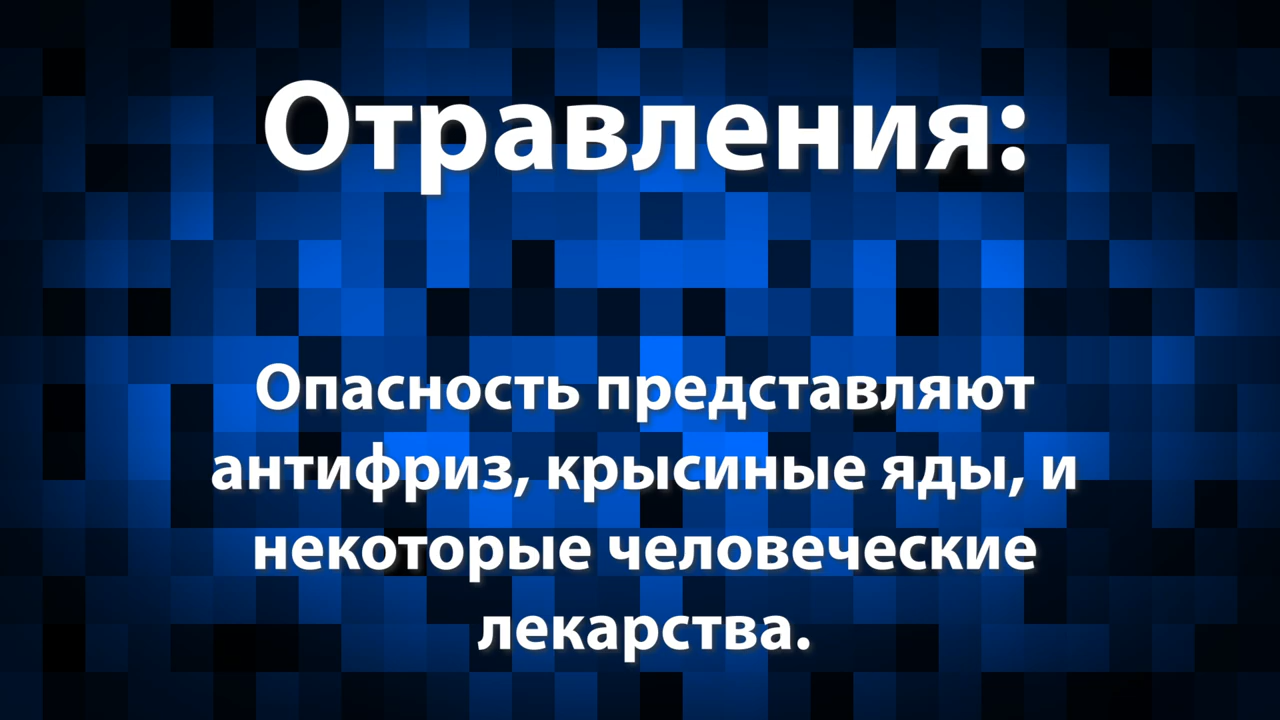 Отравления:
Опасность представляют
антифриз, крысиные яды, и
некоторые человеческие
лекарства.